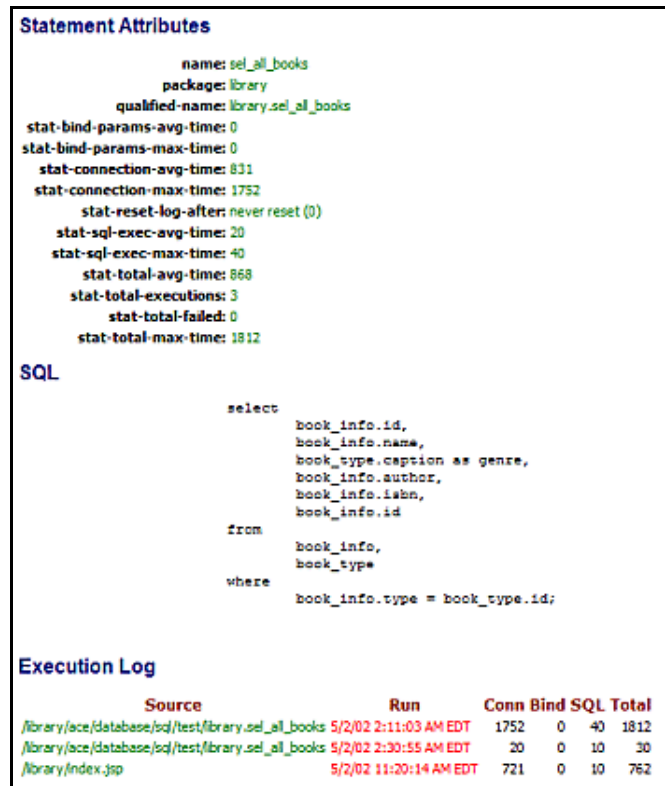 Statement Attributes
name: sel_all_books
package: library
qualified-name: library.sel_all_books
stat-bind-params-avg-time: 0
stat-bind-params-max-time: 0
stat-connection-avg-time: 831
stat-connection-max-time: 1752
stat-reset-log-after: never reset (0)
stat-sql-exec-avg-time: 20
stat-sql-exec-max-time: 40
stat-total-avg-time: 868
stat-total-executions: 3
stat-total-failed: 0
stat-total-max-time: 1812
SQL
select
book_info.id,
book_info.name,
book_type.caption as genre,
book_info.author,
book_info.isbn,
book_info.id
from
book_info,
book_type
where
book_info.type = book_type.id;
Execution Log
Source Run Conn Bind SQL Total
/library/ace/database/sql/test/library.sel_all_books 5/2/02 2:11:03 AM EDT 1752 0 40 1812
/library/ace/database/sql/test/library.sel_all_books 5/2/02 2:30:55 AM EDT 20 0 10 30
/library/index.jsp 5/2/02 11:20:14 AM EDT 721 0 10 762